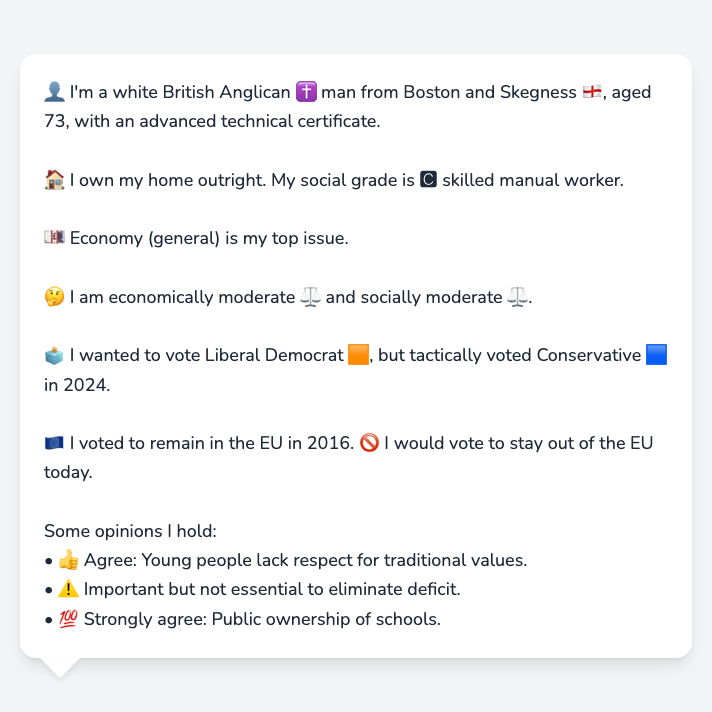 👤 I'm a white British Anglican ✝️ man from Boston and Skegness 🏴󠁧󠁢󠁥󠁮󠁧󠁿, aged
73, with an advanced technical certificate.
🏠 I own my home outright. My social grade is 🅲 skilled manual worker.
💷 Economy (general) is my top issue.
🤔 I am economically moderate ⚖️ and socially moderate ⚖️.
🗳️ I wanted to vote Liberal Democrat 🟧, but tactically voted Conservative 🟦
in 2024.
🇪🇺 I voted to remain in the EU in 2016. 🚫 I would vote to stay out of the EU
today.
Some opinions I hold:
• 👍 Agree: Young people lack respect for traditional values.
• ⚠️ Important but not essential to eliminate deficit.
• 💯 Strongly agree: Public ownership of schools.